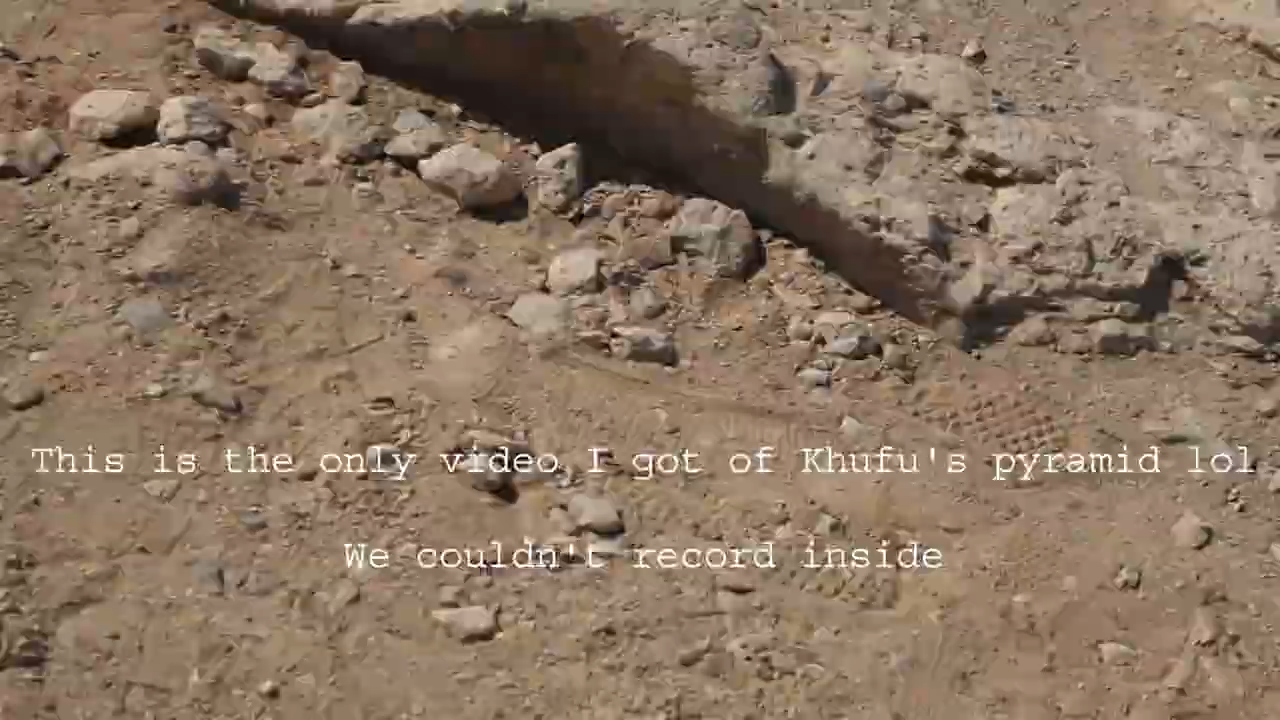 This is the only video I got of Khufu's pyramid lol
We couldn't record inside